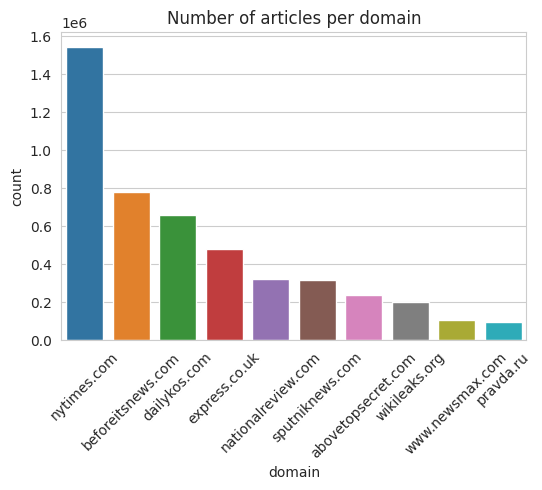 Number of articles per domain
1e6
1.6
1.4
1.2
1.0
0.8
0.6
0.4
0.2
0.0
count
nytimes.com
beforeitsnews.com
dailykos.com
express.co.uk
nationalreview.com
sputniknews.com
abovetopsecret.com
wikileaks.org
www.newsmax.com
pravda.ru
domain